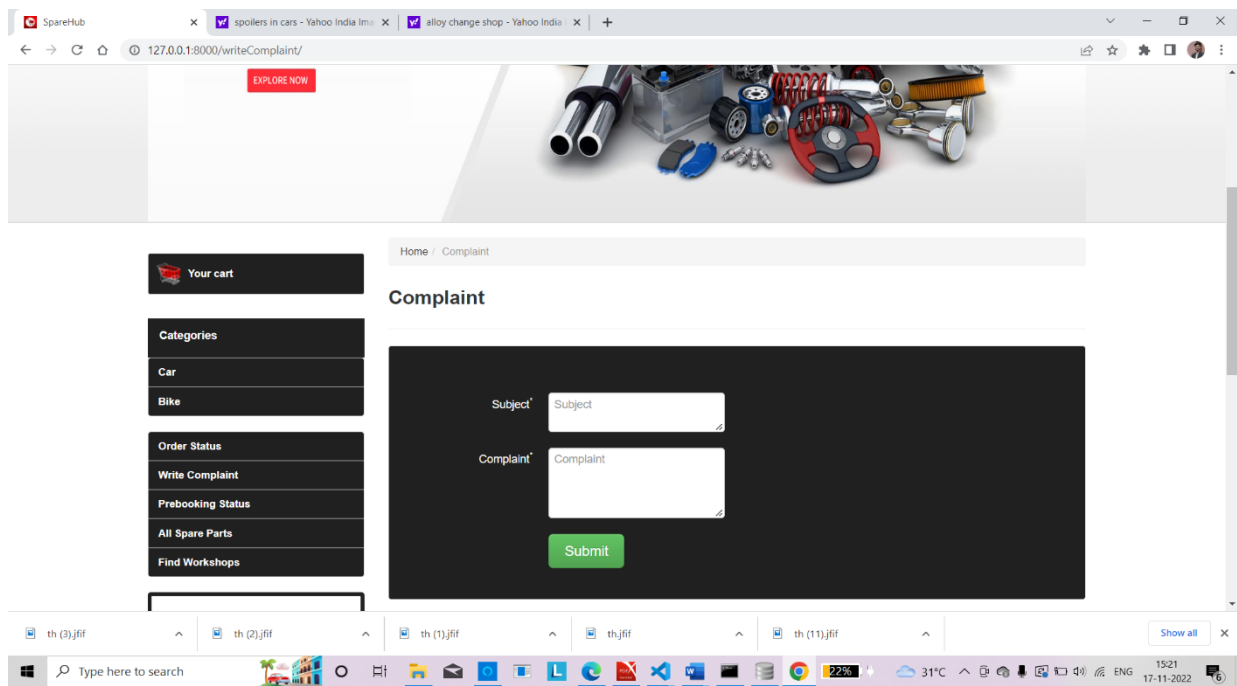 SpareHub
spoilers in cars - Yahoo India Ima
alloy change shop - Yahoo India I
127.0.0.1:8000/writeComplaint/
EXPLORE NOW
Home / Complaint
Your cart
Complaint
Categories
Car
Bike
Subject*
Subject
Order Status
Complaint*
Complaint
Write Complaint
Prebooking Status
All Spare Parts
Submit
Find Workshops
th (3).jfif
th (2).jfif
th (1).jfif
th.jfif
th (11).jfif
Show all
Type here to search
22%
31°C
ENG
15:21
17-11-2022
6